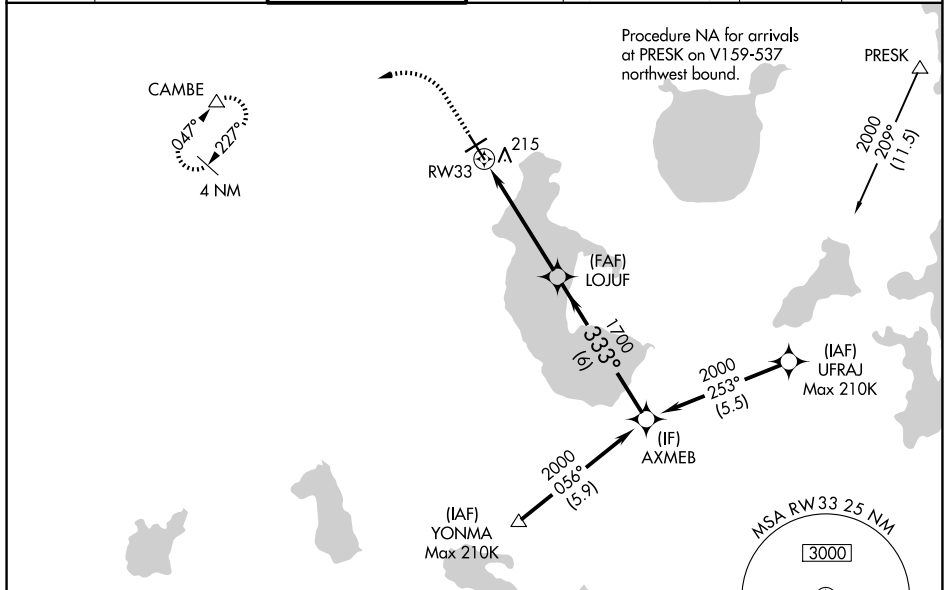 Procedure NA for arrivals
at PRESK on V159-537
northwest bound.
PRESK
2000
209°
(11.5)
CAMBE
047°
227°
4 NM
215
RW33
(FAF)
LOJUF
1700
333°
(6)
2000
253°
(5.5)
(IAF)
UFRAJ
Max 210K
(IF)
AXMEB
2000
056°
(5.9)
(IAF)
YONMA
Max 210K
MSA RW33 25 NM
3000